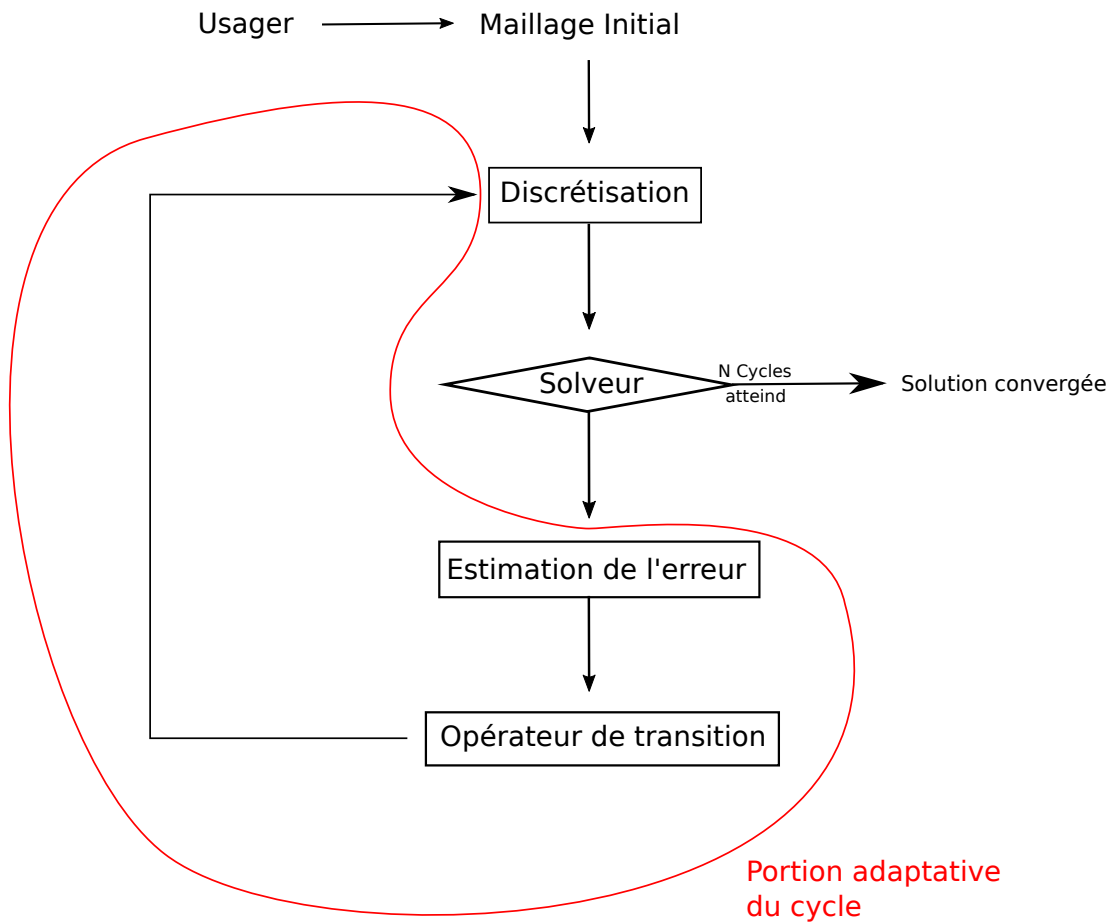 Usager
Maillage Initial
Discrétisation
Solveur
N Cycles
atteind
Solution convergée
Estimation de l'erreur
Opérateur de transition
Portion adaptative
du cycle